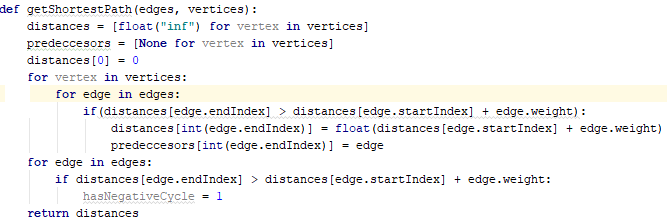 def getShortestPath(edges, vertices):
    distances = [float("inf") for vertex in vertices]
    predeccesors = [None for vertex in vertices]
    distances[0] = 0
    for vertex in vertices:
        for edge in edges:
            if(distances[edge.endIndex] > distances[edge.startIndex] + edge.weight):
                distances[int(edge.endIndex)] = float(distances[edge.startIndex] + edge.weight)
                predeccesors[int(edge.endIndex)] = edge
    for edge in edges:
        if distances[edge.endIndex] > distances[edge.startIndex] + edge.weight:
            hasNegativeCycle = 1
    return distances